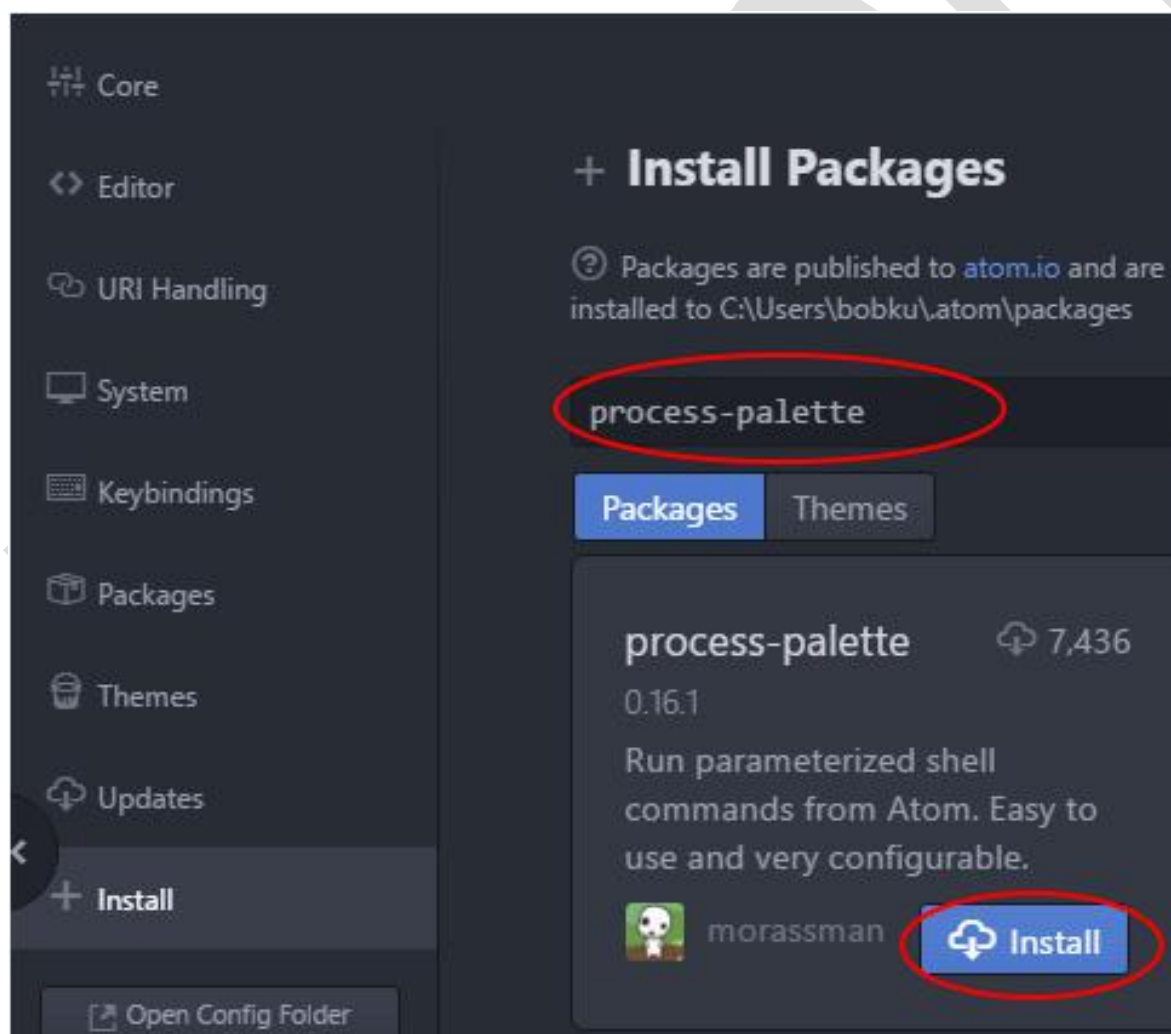 Core
Editor
URI Handling
System
Keybindings
Packages
Themes
Updates
Install
Open Config Folder
+ Install Packages
Packages are published to atom.io and are
installed to C:\Users\bobku\.atom\packages
process-palette
Packages
Themes
process-palette
7,436
0.16.1
Run parameterized shell
commands from Atom. Easy to
use and very configurable.
morassman
Install